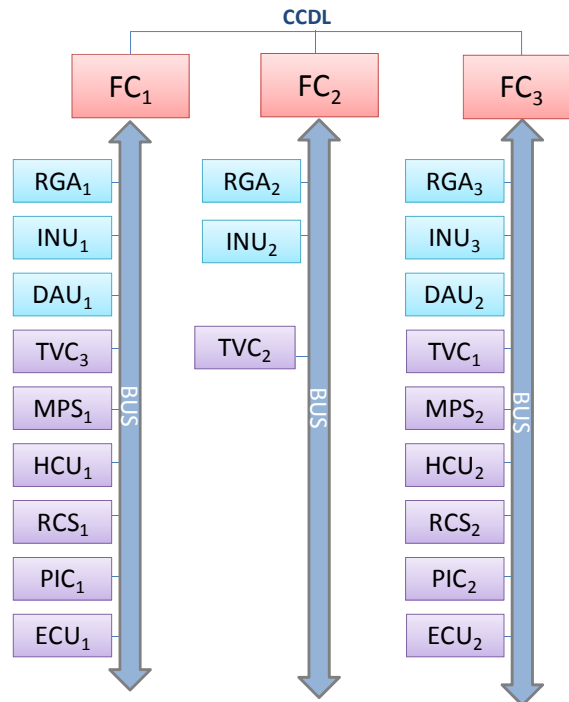 CCDL
FC₁ FC₂ FC₃
RGA₁ RGA₂ RGA₃
INU₁ INU₂ INU₃
DAU₁ DAU₂
TVC₃ TVC₂ TVC₁
MPS₁ BUS BUS MPS₂ BUS
HCU₁ HCU₂
RCS₁ RCS₂
PIC₁ PIC₂
ECU₁ ECU₂